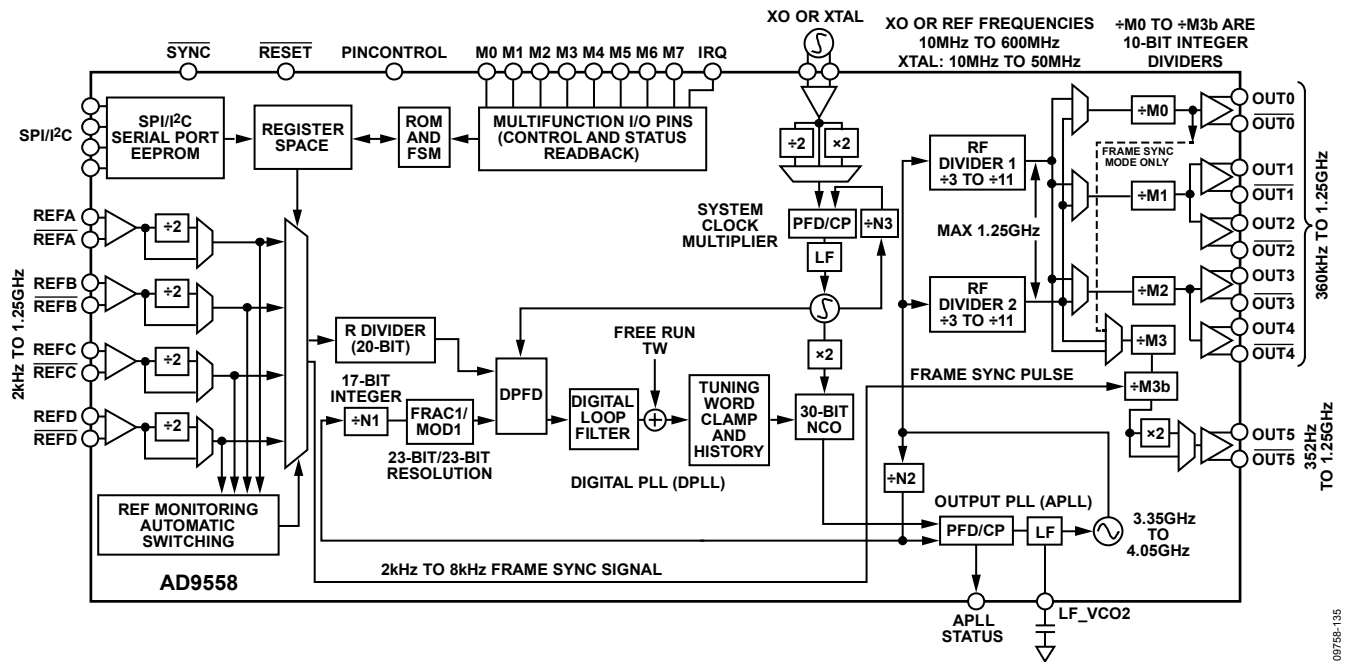 XO OR XTAL
XO OR REF FREQUENCIES
10MHz TO 600MHz
XTAL: 10MHz TO 50MHz
÷M0 TO ÷M3b ARE
10-BIT INTEGER
DIVIDERS
SYNC
RESET
PINCONTROL
M0 M1 M2 M3 M4 M5 M6 M7 IRQ
SPI/I2C
SPI/I2C
SERIAL PORT
EEPROM
REGISTER
SPACE
ROM
AND
FSM
MULTIFUNCTION I/O PINS
(CONTROL AND STATUS
READBACK)
÷2
×2
SYSTEM
CLOCK
MULTIPLIER
PFD/CP
÷N3
LF
×2
RF
DIVIDER 1
÷3 TO ÷11
MAX 1.25GHz
RF
DIVIDER 2
÷3 TO ÷11
FRAME SYNC
MODE ONLY
÷M0
÷M1
÷M2
÷M3
÷M3b
×2
OUT0
OUT0
OUT1
OUT1
OUT2
OUT2
OUT3
OUT3
OUT4
OUT4
OUT5
OUT5
360kHz TO 1.25GHz
352Hz
TO 1.25GHz
2kHz TO 1.25GHz
REFA
REFA
÷2
REFB
REFB
÷2
REFC
REFC
÷2
REFD
REFD
÷2
REF MONITORING
AUTOMATIC
SWITCHING
R DIVIDER
(20-BIT)
17-BIT
INTEGER
÷N1
FRAC1/
MOD1
23-BIT/23-BIT
RESOLUTION
DPFD
DIGITAL
LOOP
FILTER
FREE RUN
TW
TUNING
WORD
CLAMP
AND
HISTORY
30-BIT
NCO
DIGITAL PLL (DPLL)
FRAME SYNC PULSE
÷N2
OUTPUT PLL (APLL)
PFD/CP
LF
3.35GHz
TO
4.05GHz
2kHz TO 8kHz FRAME SYNC SIGNAL
AD9558
APLL
STATUS
LF_VCO2
09758-135